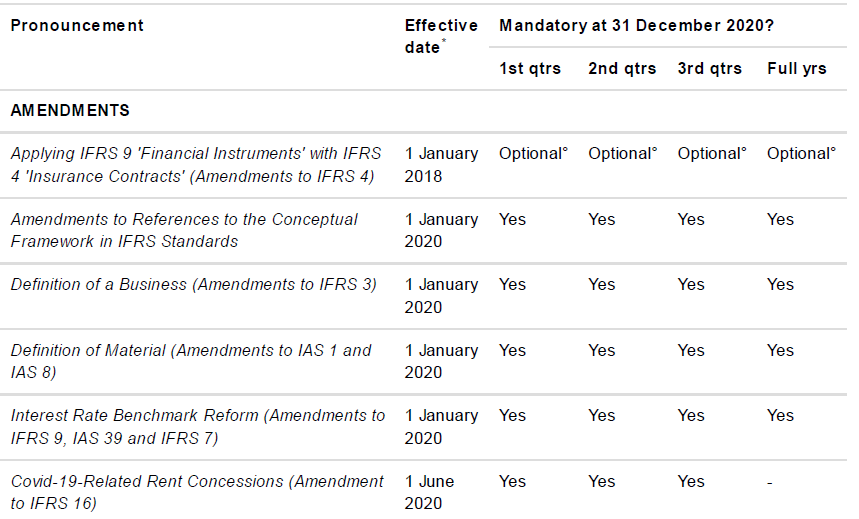 Pronouncement Effective date* Mandatory at 31 December 2020?
1st qtrs 2nd qtrs 3rd qtrs Full yrs
AMENDMENTS
Applying IFRS 9 'Financial Instruments' with IFRS 1 January Optional° Optional° Optional° Optional°
4 'Insurance Contracts' (Amendments to IFRS 4) 2018
Amendments to References to the Conceptual 1 January Yes Yes Yes Yes
Framework in IFRS Standards 2020
Definition of a Business (Amendments to IFRS 3) 1 January Yes Yes Yes Yes
2020
Definition of Material (Amendments to IAS 1 and 1 January Yes Yes Yes Yes
IAS 8) 2020
Interest Rate Benchmark Reform (Amendments to 1 January Yes Yes Yes Yes
IFRS 9, IAS 39 and IFRS 7) 2020
Covid-19-Related Rent Concessions (Amendment 1 June Yes Yes Yes -
to IFRS 16) 2020